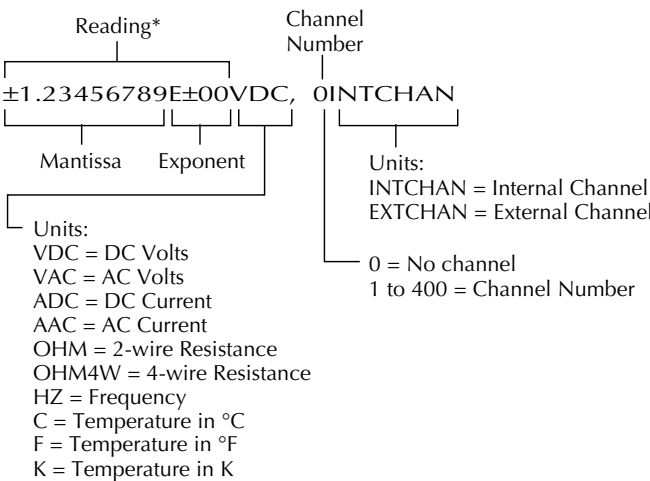 Reading*
Channel
Number
±1.23456789E±00VDC, 0INTCHAN
Mantissa
Exponent
Units:
INTCHAN = Internal Channel
EXTCHAN = External Channel
Units:
VDC = DC Volts
VAC = AC Volts
ADC = DC Current
AAC = AC Current
OHM = 2-wire Resistance
OHM4W = 4-wire Resistance
HZ = Frequency
C = Temperature in °C
F = Temperature in °F
K = Temperature in K
0 = No channel
1 to 400 = Channel Number